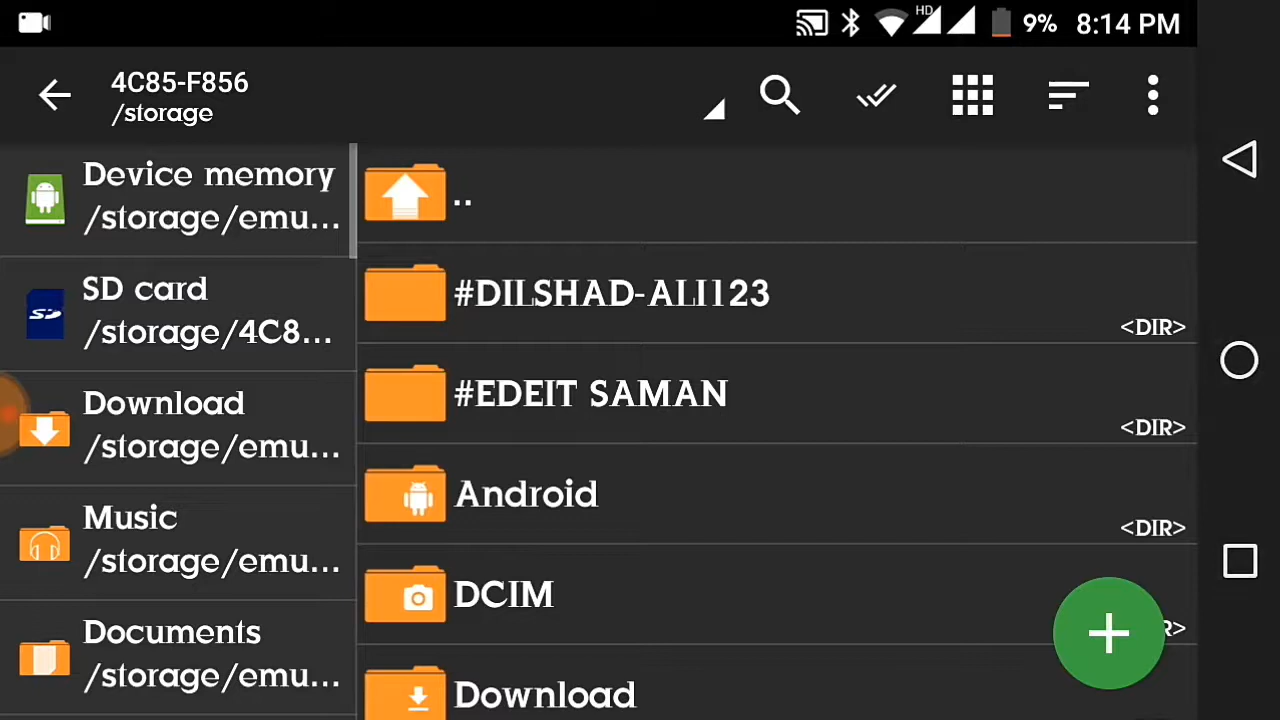 HD 9% 8:14 PM
4C85-F856
/storage
Device memory
/storage/emu...
SD card
/storage/4C8...
Download
/storage/emu...
Music
/storage/emu...
Documents
/storage/emu...
..
#DILSHAD-ALI123
<DIR>
#EDEIT SAMAN
<DIR>
Android
<DIR>
DCIM
R>
Download